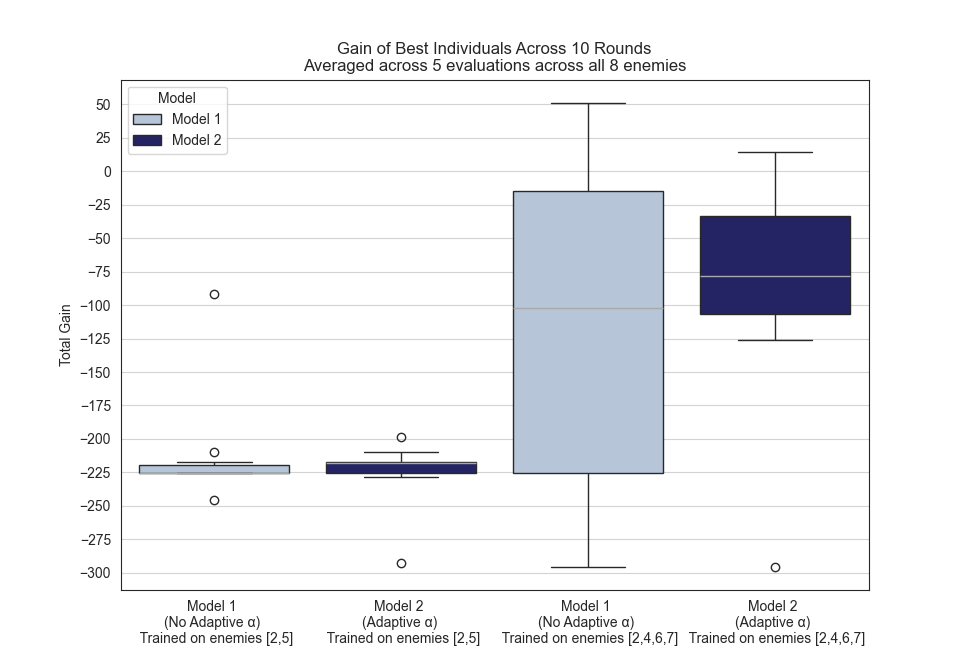 Gain of Best Individuals Across 10 Rounds
Averaged across 5 evaluations across all 8 enemies
Model
Model 1
Model 2
Total Gain
50
25
0
−25
−50
−75
−100
−125
−150
−175
−200
−225
−250
−275
−300
Model 1
(No Adaptive α)
Trained on enemies [2,5]
Model 2
(Adaptive α)
Trained on enemies [2,5]
Model 1
(No Adaptive α)
Trained on enemies [2,4,6,7]
Model 2
(Adaptive α)
Trained on enemies [2,4,6,7]